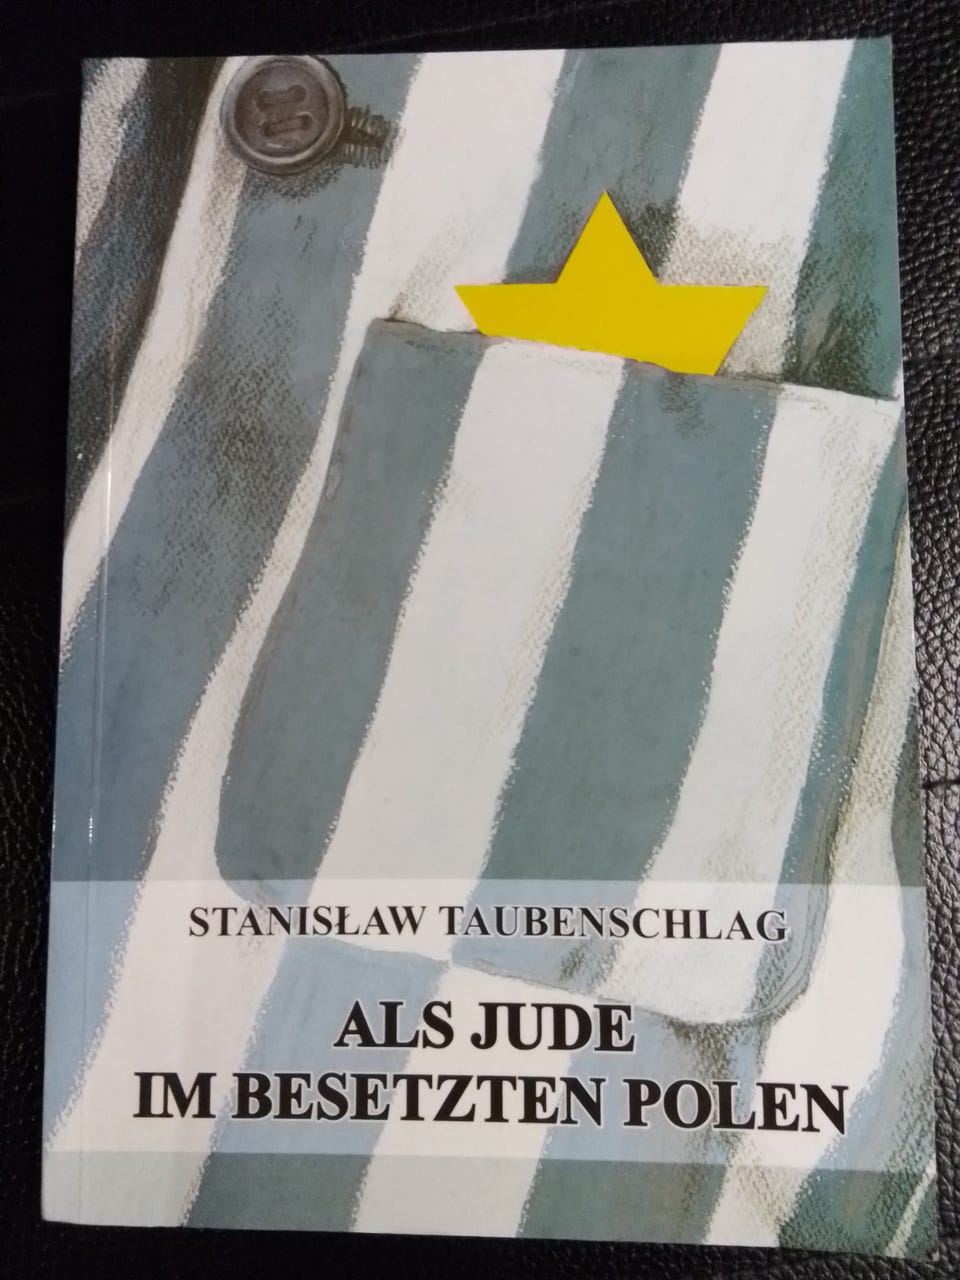 STANISŁAW TAUBENSCHLAG
ALS JUDE
IM BESETZTEN POLEN